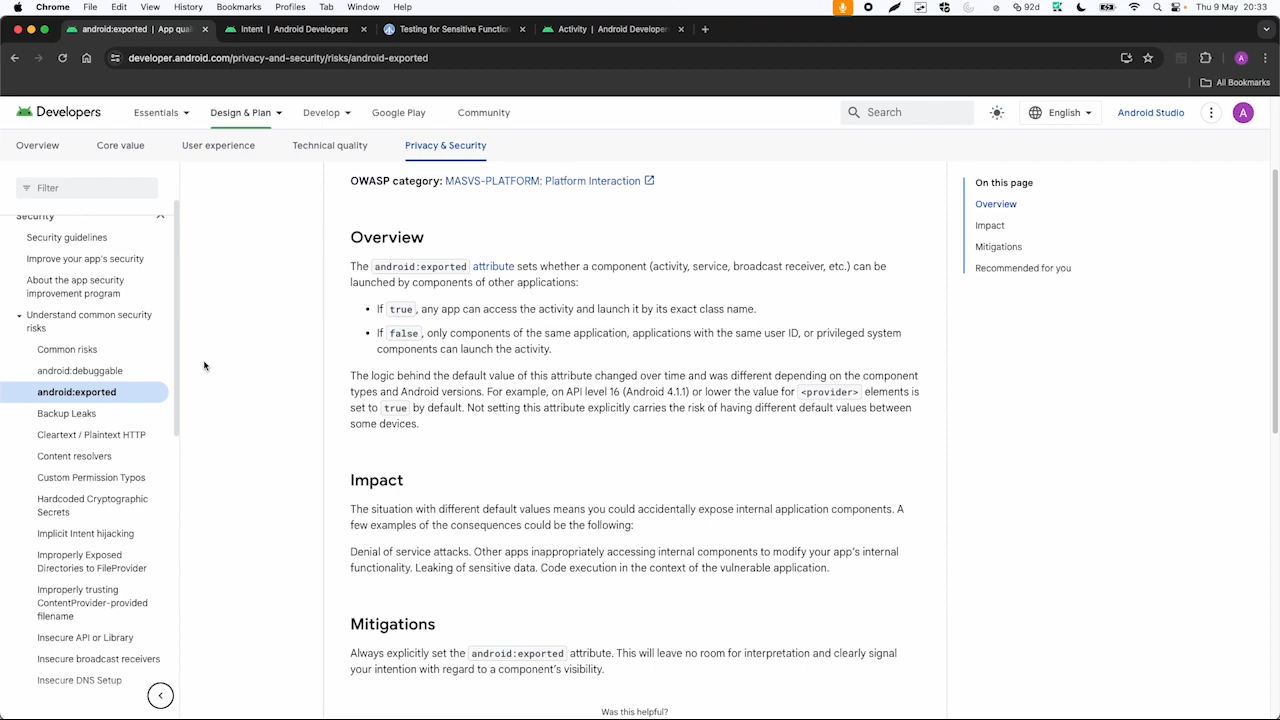 Chrome File Edit View History Bookmarks Profiles Tab Window Help 92d Thu 9 May 20:33
android:exported | App qual Intent | Android Developers Testing for Sensitive Function Activity | Android Developer
developer.android.com/privacy-and-security/risks/android-exported
All Bookmarks
Developers Essentials Design & Plan Develop Google Play Community Search English Android Studio A
Overview Core value User experience Technical quality Privacy & Security
Filter
Security
Security guidelines
Improve your app's security
About the app security
improvement program
Understand common security
risks
Common risks
android:debuggable
android:exported
Backup Leaks
Cleartext / Plaintext HTTP
Content resolvers
Custom Permission Typos
Hardcoded Cryptographic
Secrets
Implicit Intent hijacking
Improperly Exposed
Directories to FileProvider
Improperly trusting
ContentProvider-provided
filename
Insecure API or Library
Insecure broadcast receivers
Insecure DNS Setup
OWASP category: MASVS-PLATFORM: Platform Interaction
Overview
The android:exported attribute sets whether a component (activity, service, broadcast receiver, etc.) can be
launched by components of other applications:
• If true, any app can access the activity and launch it by its exact class name.
• If false, only components of the same application, applications with the same user ID, or privileged system
components can launch the activity.
The logic behind the default value of this attribute changed over time and was different depending on the component
types and Android versions. For example, on API level 16 (Android 4.1.1) or lower the value for <provider> elements is
set to true by default. Not setting this attribute explicitly carries the risk of having different default values between
some devices.
Impact
The situation with different default values means you could accidentally expose internal application components. A
few examples of the consequences could be the following:
Denial of service attacks. Other apps inappropriately accessing internal components to modify your app's internal
functionality. Leaking of sensitive data. Code execution in the context of the vulnerable application.
Mitigations
Always explicitly set the android:exported attribute. This will leave no room for interpretation and clearly signal
your intention with regard to a component's visibility.
Was this helpful?
On this page
Overview
Impact
Mitigations
Recommended for you